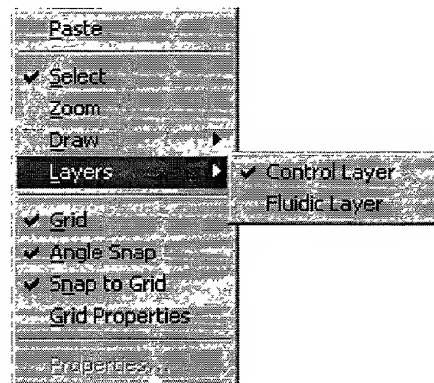 Paste
✔ Select
Zoom
Draw
Layers
✔ Control Layer
Fluidic Layer
✔ Grid
✔ Angle Snap
✔ Snap to Grid
Grid Properties
Properties...